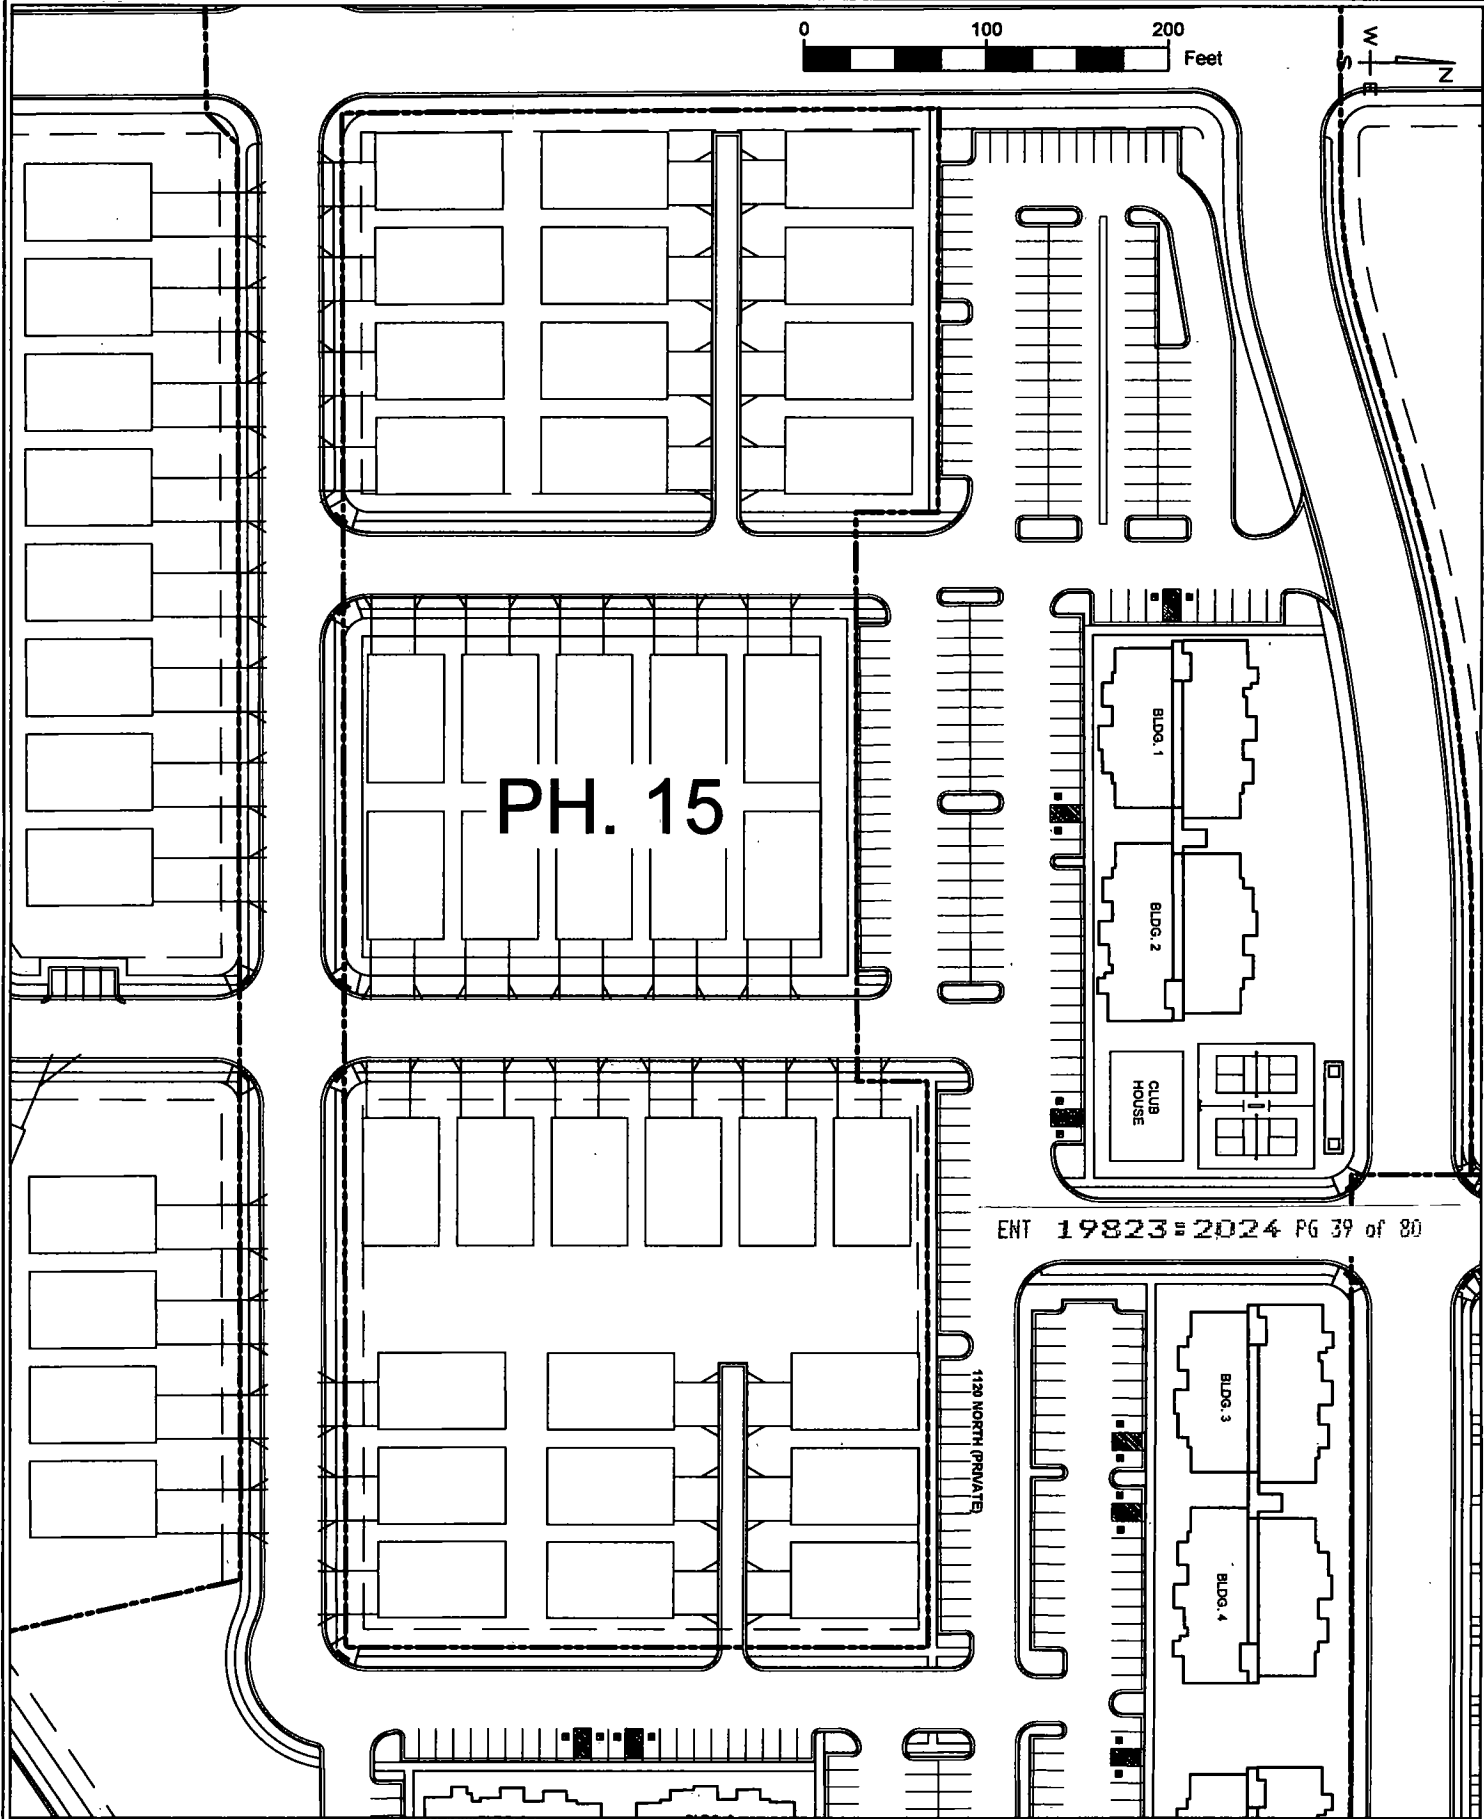 0 100 200
Feet
W
S
E
N
BLDG. 1
PH. 15
BLDG. 2
CLUB
HOUSE
ENT 19823:2024 PG 39 of 80
1120 NORTH (PRIVATE)
BLDG. 3
BLDG. 4